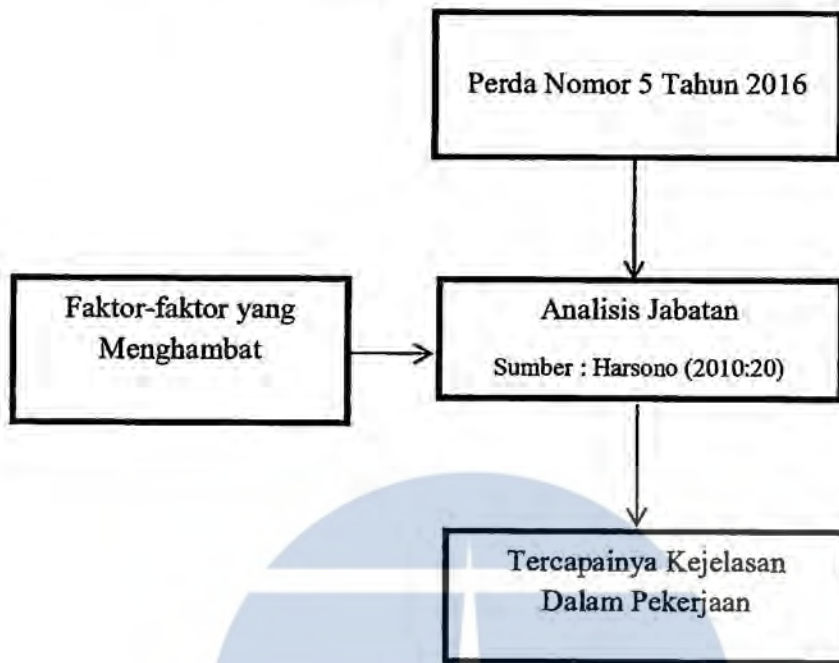 Perda Nomor 5 Tahun 2016
Faktor-faktor yang
Menghambat
Analisis Jabatan
Sumber : Harsono (2010:20)
Tercapainya Kejelasan
Dalam Pekerjaan